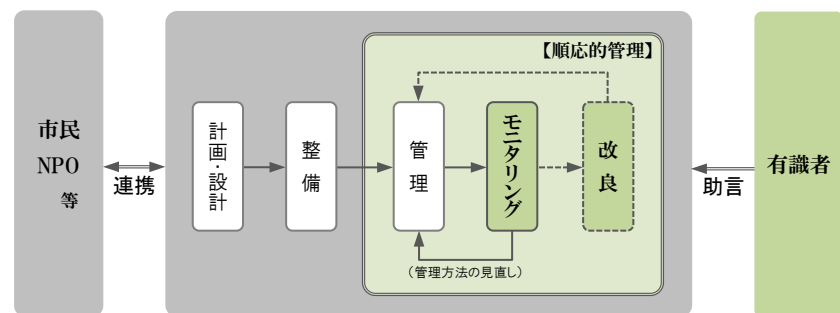 市民
NPO
等
連携
計画・設計
整備
【順応的管理】
管理
モニタリング
改良
（管理方法の見直し）
助言
有識者